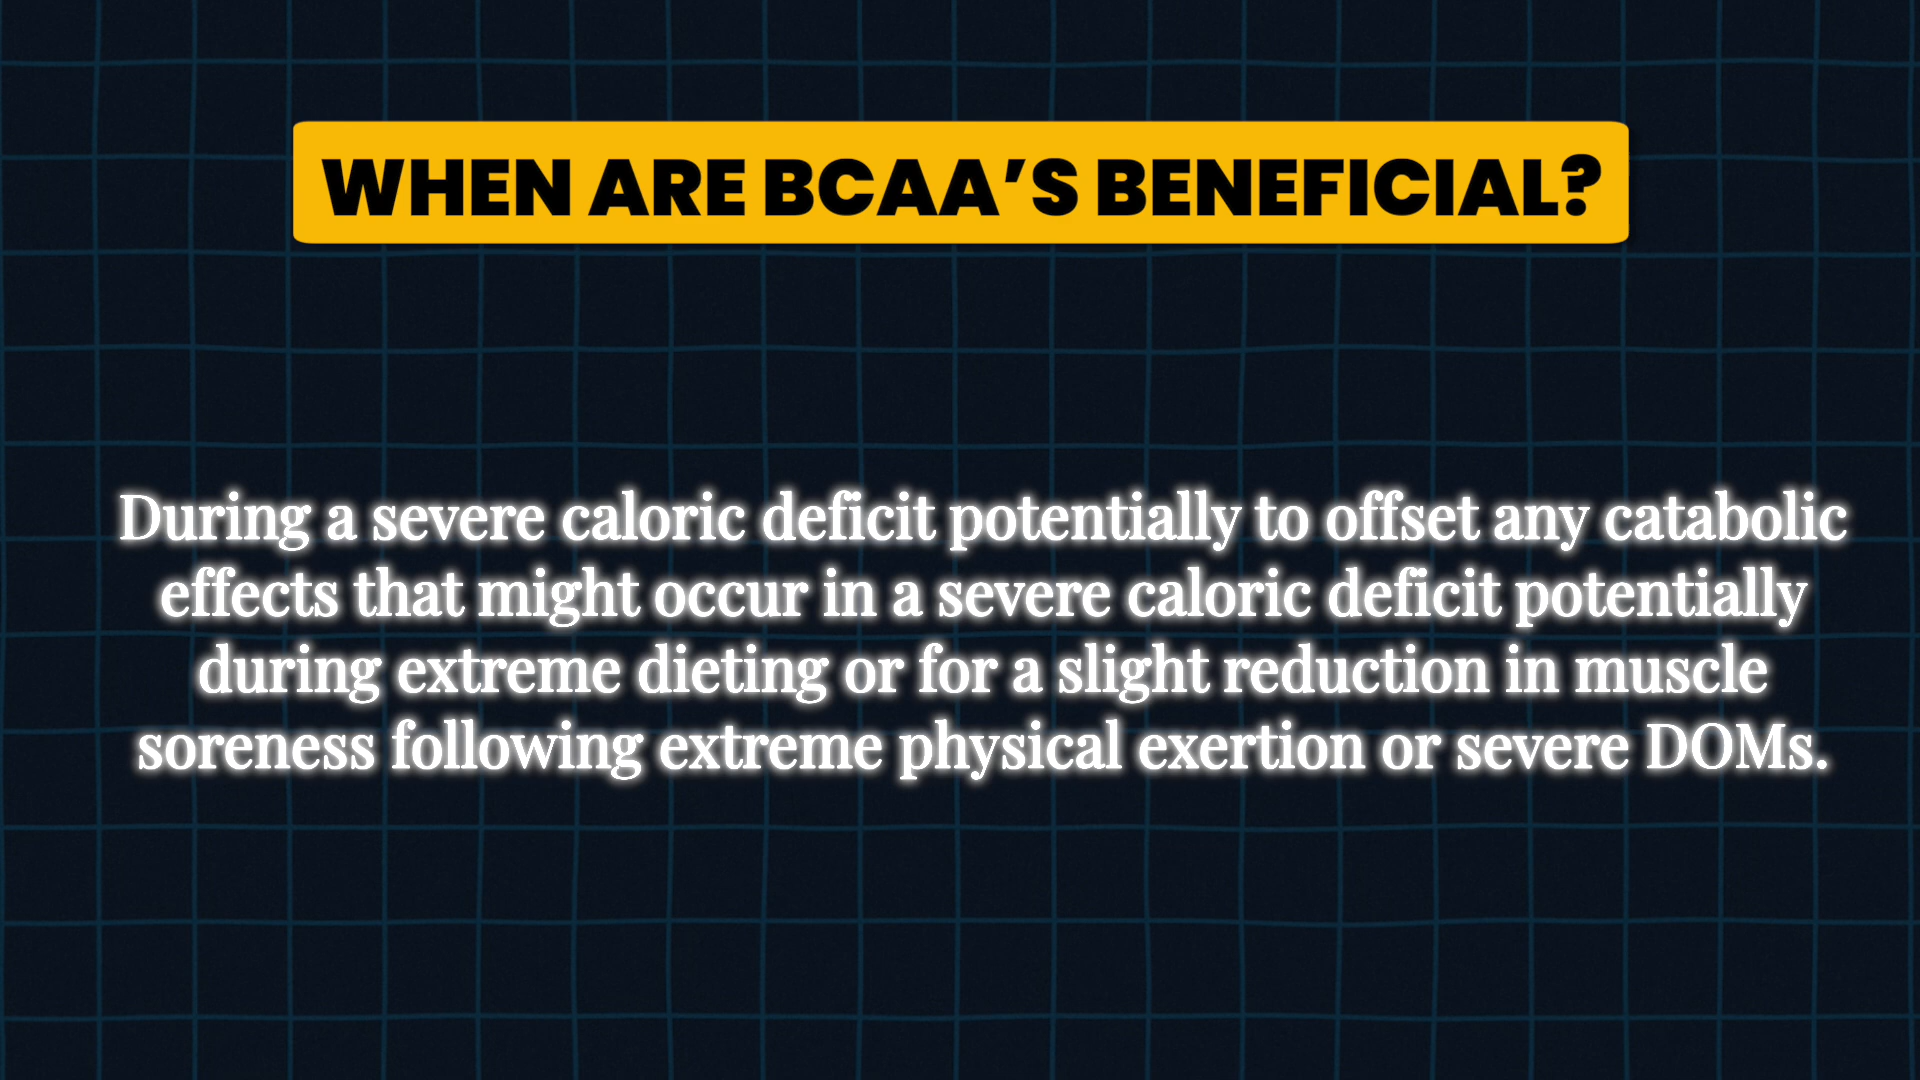 WHEN ARE BCAA’S BENEFICIAL?
During a severe caloric deficit potentially to offset any catabolic
effects that might occur in a severe caloric deficit potentially
during extreme dieting or for a slight reduction in muscle
soreness following extreme physical exertion or severe DOMs.